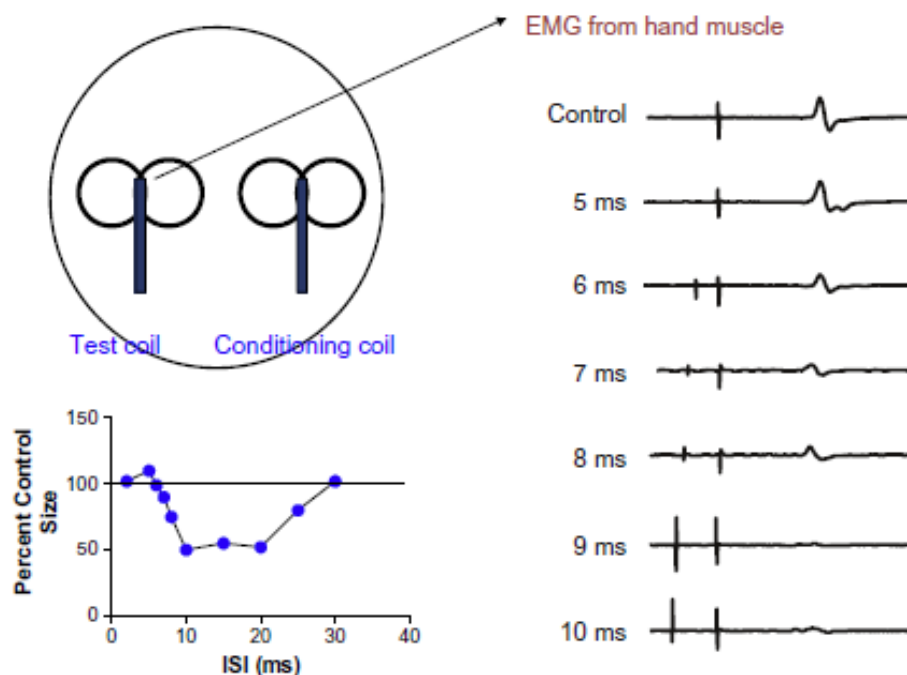 EMG from hand muscle
Test coil
Conditioning coil
Control
5 ms
6 ms
7 ms
8 ms
9 ms
10 ms
Percent Control
Size
150
100
50
0
0 10 20 30 40
ISI (ms)